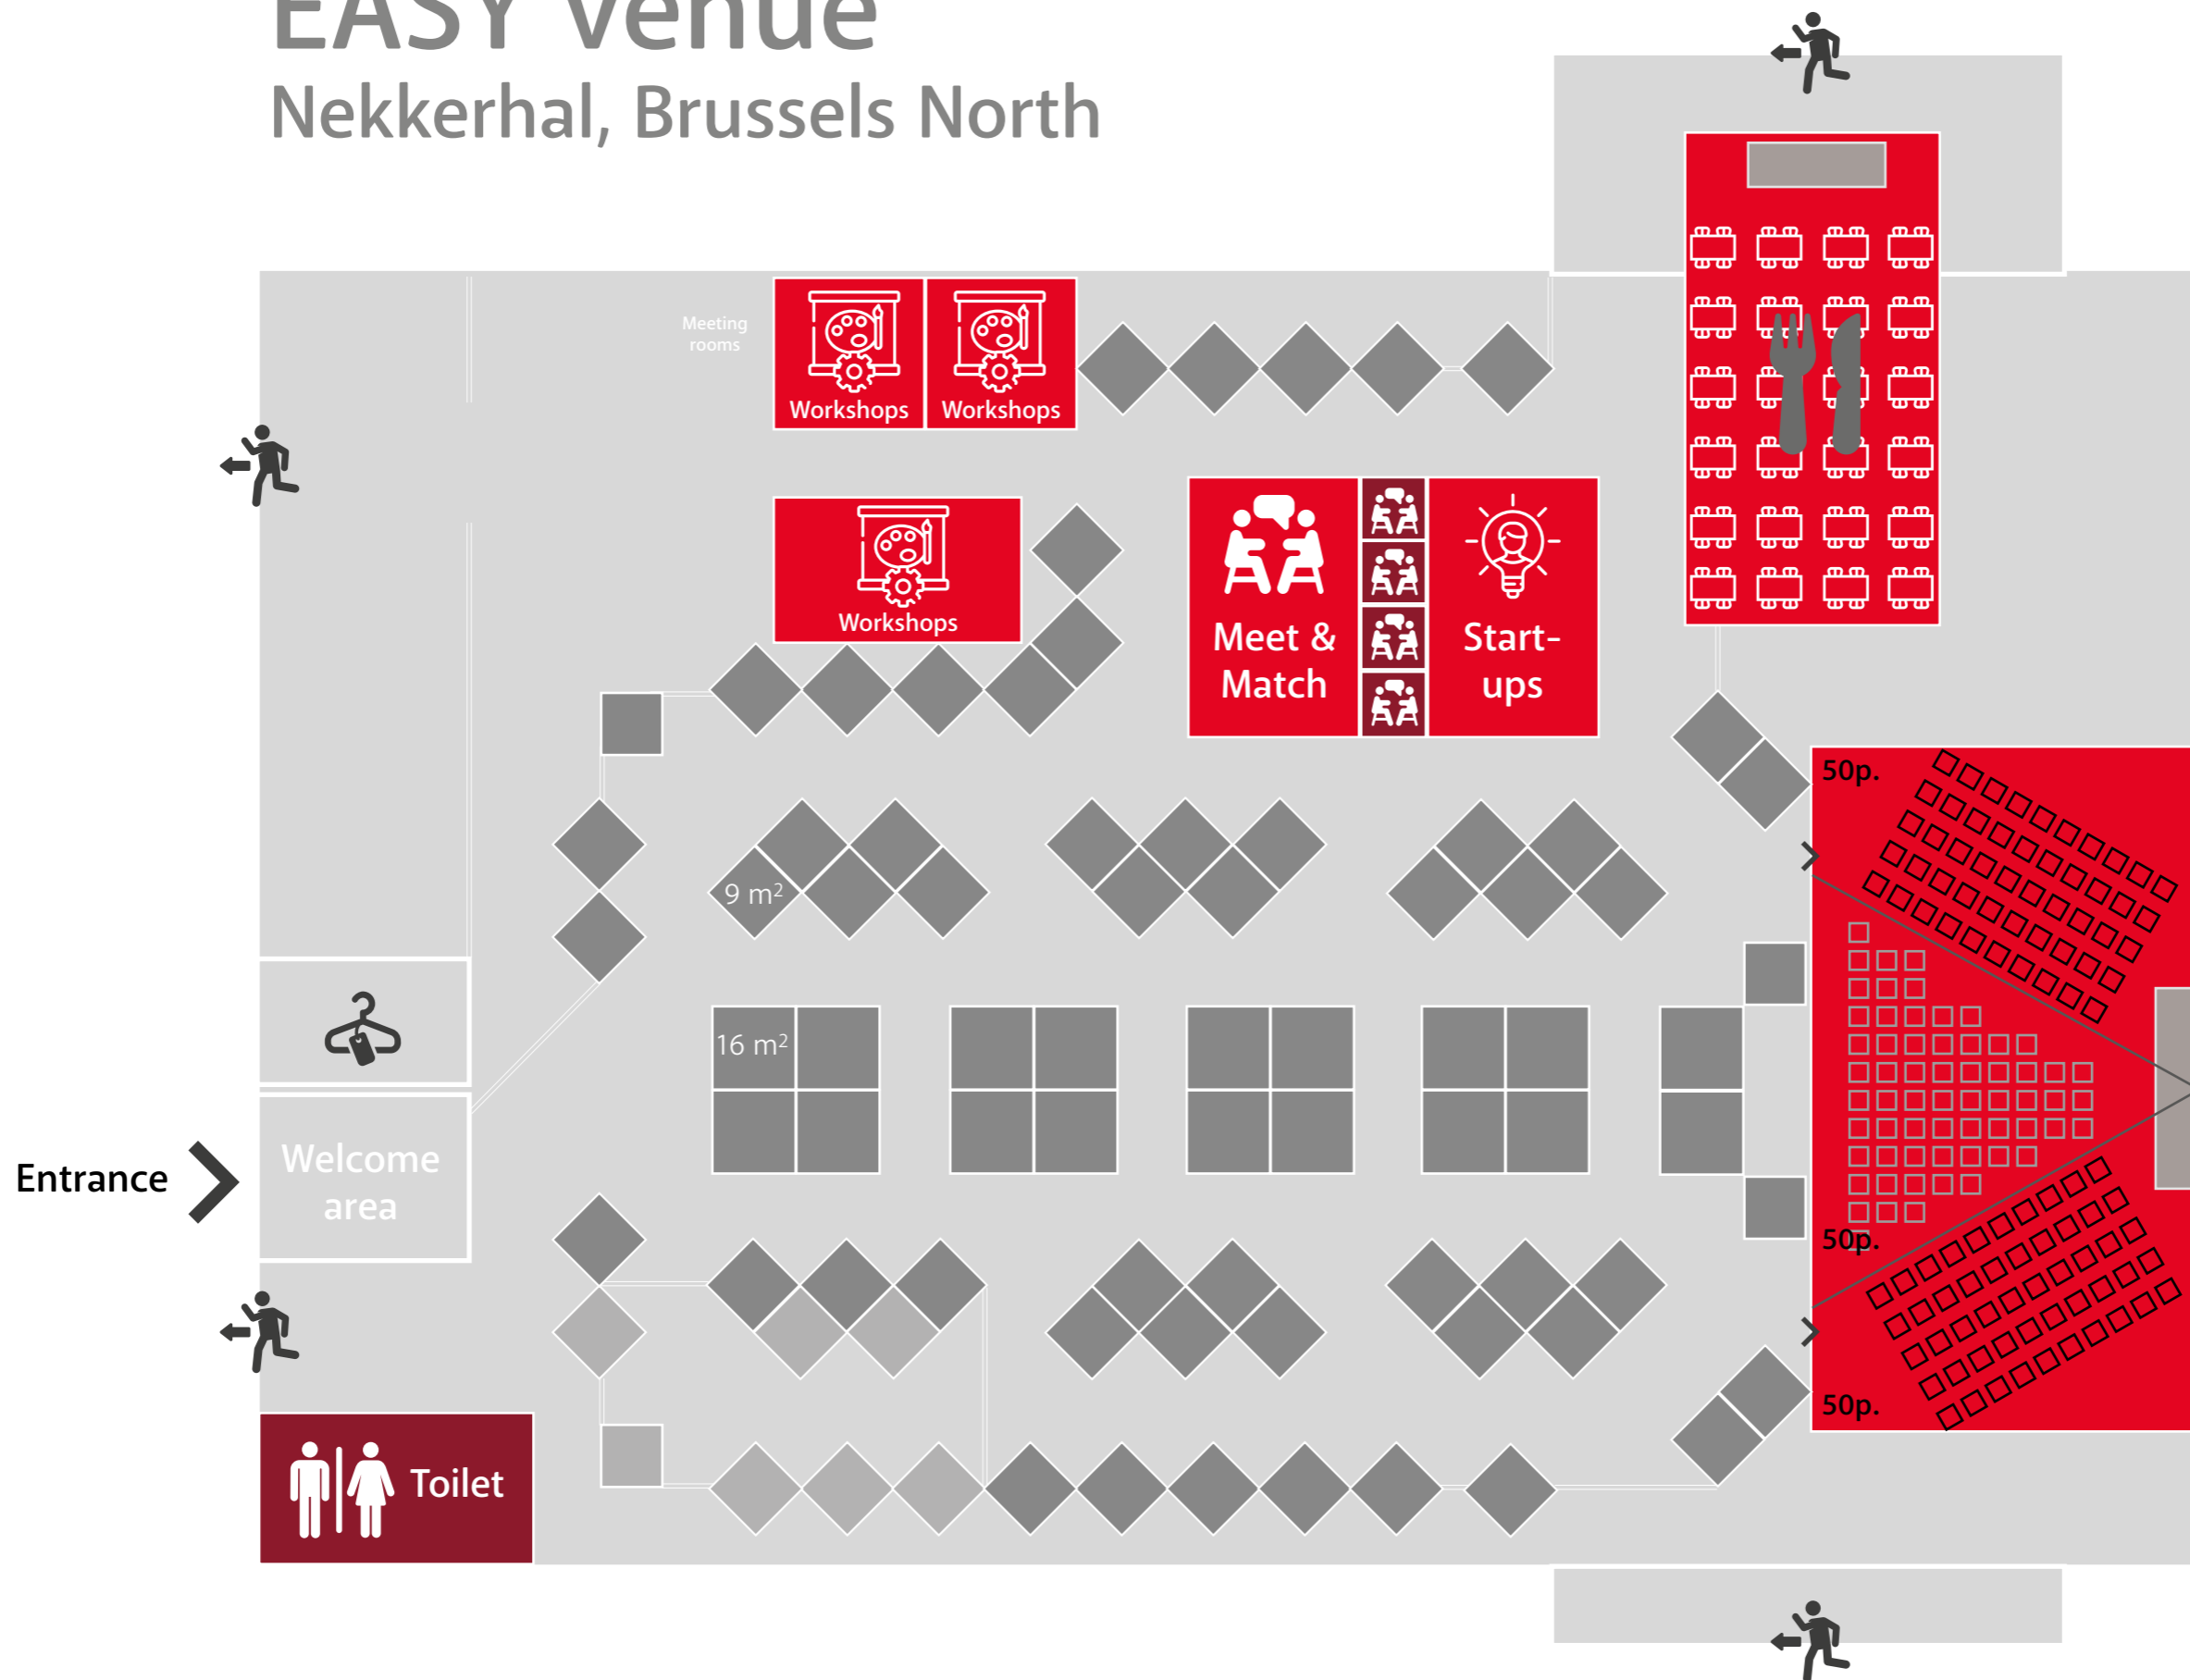 EASY venue
Nekkerhal, Brussels North
Meeting
rooms
Workshops
Workshops
Workshops
Meet &
Match
Start-
ups
50p.
9 m²
16 m²
Entrance
Welcome
area
50p.
50p.
Toilet